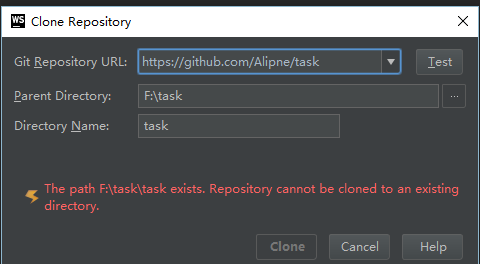 WS Clone Repository
Git Repository URL: https://github.com/Alipne/task Test
Parent Directory: F:\task ...
Directory Name: task
The path F:\task\task exists. Repository cannot be cloned to an existing
directory.
Clone Cancel Help